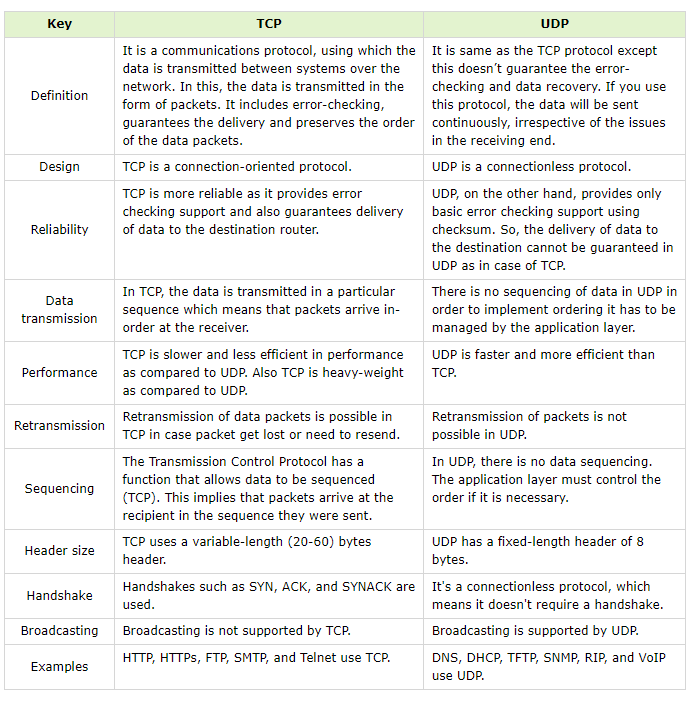 Key TCP UDP
Definition
It is a communications protocol, using which the
data is transmitted between systems over the
network. In this, the data is transmitted in the
form of packets. It includes error-checking,
guarantees the delivery and preserves the order
of the data packets.
It is same as the TCP protocol except
this doesn’t guarantee the error-
checking and data recovery. If you use
this protocol, the data will be sent
continuously, irrespective of the issues
in the receiving end.
Design
TCP is a connection-oriented protocol.
UDP is a connectionless protocol.
Reliability
TCP is more reliable as it provides error
checking support and also guarantees delivery
of data to the destination router.
UDP, on the other hand, provides only
basic error checking support using
checksum. So, the delivery of data to
the destination cannot be guaranteed in
UDP as in case of TCP.
Data
transmission
In TCP, the data is transmitted in a particular
sequence which means that packets arrive in-
order at the receiver.
There is no sequencing of data in UDP in
order to implement ordering it has to be
managed by the application layer.
Performance
TCP is slower and less efficient in performance
as compared to UDP. Also TCP is heavy-weight
as compared to UDP.
UDP is faster and more efficient than
TCP.
Retransmission
Retransmission of data packets is possible in
TCP in case packet get lost or need to resend.
Retransmission of packets is not
possible in UDP.
Sequencing
The Transmission Control Protocol has a
function that allows data to be sequenced
(TCP). This implies that packets arrive at the
recipient in the sequence they were sent.
In UDP, there is no data sequencing.
The application layer must control the
order if it is necessary.
Header size
TCP uses a variable-length (20-60) bytes
header.
UDP has a fixed-length header of 8
bytes.
Handshake
Handshakes such as SYN, ACK, and SYNACK are
used.
It's a connectionless protocol, which
means it doesn't require a handshake.
Broadcasting
Broadcasting is not supported by TCP.
Broadcasting is supported by UDP.
Examples
HTTP, HTTPs, FTP, SMTP, and Telnet use TCP.
DNS, DHCP, TFTP, SNMP, RIP, and VoIP
use UDP.